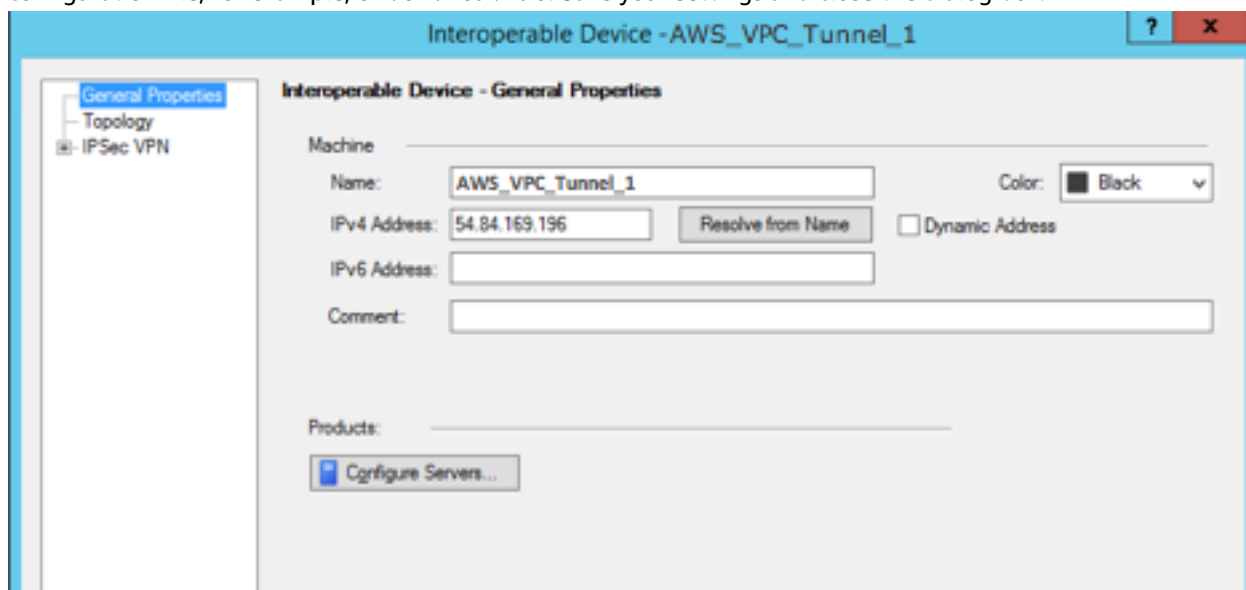 Interoperable Device -AWS_VPC_Tunnel_1
? x
General Properties
Topology
IPSec VPN
Interoperable Device - General Properties
Machine
Name: AWS_VPC_Tunnel_1 Color: Black
IPv4 Address: 54.84.169.196 Resolve from Name Dynamic Address
IPv6 Address:
Comment:
Products:
Configure Servers...